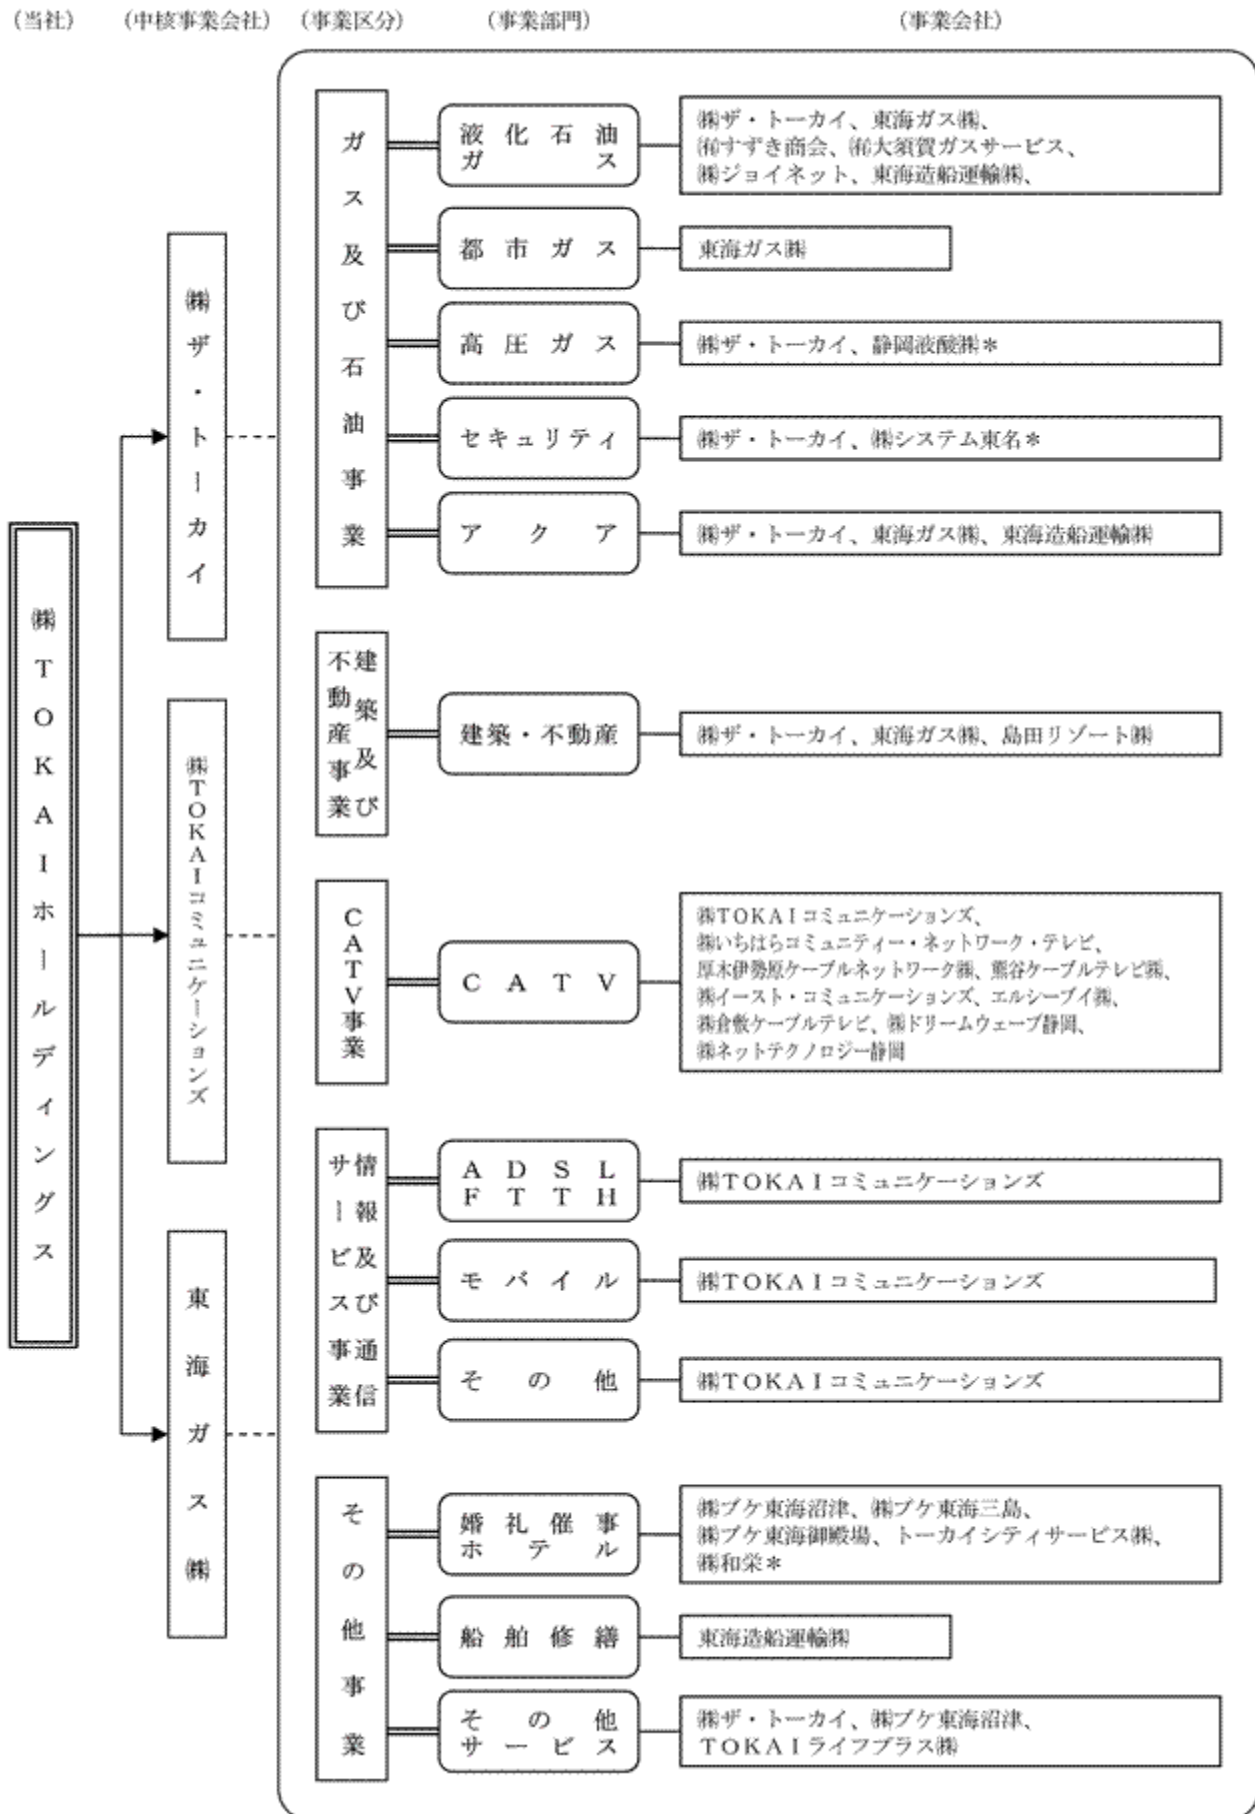 (当社) (中核事業会社) (事業区分) (事業部門) (事業会社)
㈱TOKAIホールディングス
㈱ザ・トーカイ
㈱TOKAIコミュニケーションズ
東海ガス㈱
ガス及び石油事業
液化石油
ガス
㈱ザ・トーカイ、東海ガス㈱、
㈲すずき商会、㈲大須賀ガスサービス、
㈱ジョイネット、東海造船運輸㈱、
都市ガス
東海ガス㈱
高圧ガス
㈱ザ・トーカイ、静岡液酸㈱＊
セキュリティ
㈱ザ・トーカイ、㈱システム東名＊
アクア
㈱ザ・トーカイ、東海ガス㈱、東海造船運輸㈱
建築及び
不動産事業
建築・不動産
㈱ザ・トーカイ、東海ガス㈱、島田リゾート㈱
CATV事業
CATV
㈱TOKAIコミュニケーションズ、
㈱いちはらコミュニティー・ネットワーク・テレビ、
厚木伊勢原ケーブルネットワーク㈱、熊谷ケーブルテレビ㈱、
㈱イースト・コミュニケーションズ、エルシーブイ㈱、
㈱倉敷ケーブルテレビ、㈱ドリームウェーブ静岡、
㈱ネットテクノロジー静岡
情報及び通信
サービス事業
ADSL
FTTH
㈱TOKAIコミュニケーションズ
モバイル
㈱TOKAIコミュニケーションズ
その他
㈱TOKAIコミュニケーションズ
その他事業
婚礼催事
ホテル
㈱ブケ東海沼津、㈱ブケ東海三島、
㈱ブケ東海御殿場、トーカイシティサービス㈱、
㈱和栄＊
船舶修繕
東海造船運輸㈱
その他
サービス
㈱ザ・トーカイ、㈱ブケ東海沼津、
TOKAIライフプラス㈱